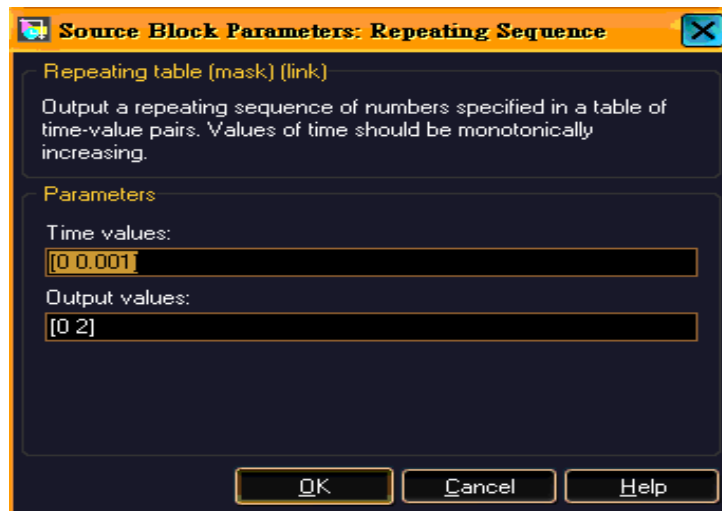 Source Block Parameters: Repeating Sequence
Repeating table (mask) (link)
Output a repeating sequence of numbers specified in a table of
time-value pairs. Values of time should be monotonically
increasing.
Parameters
Time values:
[0 0.001]
Output values:
[0 2]
OK Cancel Help